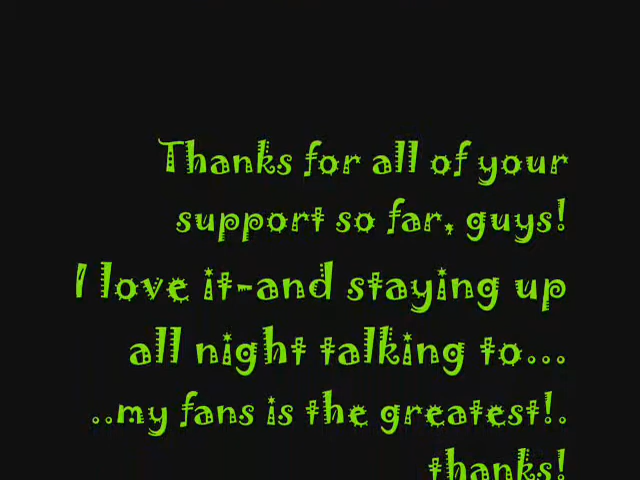 Thanks for all of your
support so far, guys!
I love it-and staying up
all night talking to...
..my fans is the greatest!.
thanks!